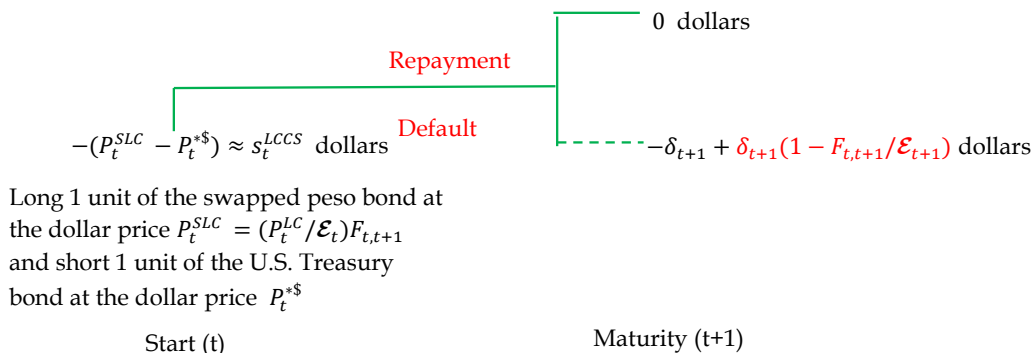 0 dollars
Repayment
Default
−(P_t^{SLC} − P_t^{*$}) ≈ s_t^{LCCS} dollars
−δ_{t+1} + δ_{t+1}(1 − F_{t,t+1}/𝓔_{t+1}) dollars
Long 1 unit of the swapped peso bond at
the dollar price P_t^{SLC} = (P_t^{LC}/𝓔_t)F_{t,t+1}
and short 1 unit of the U.S. Treasury
bond at the dollar price P_t^{*$}
Start (t)
Maturity (t+1)